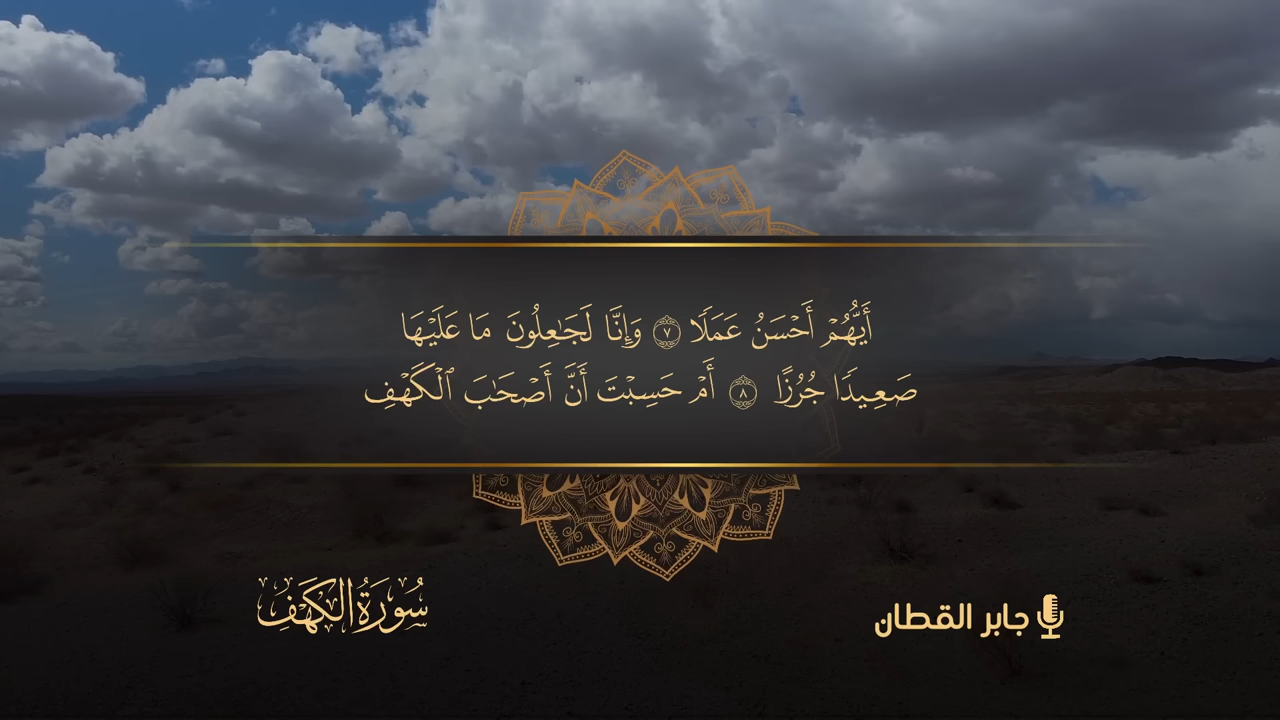 أَيُّهُمْ أَحْسَنُ عَمَلًا ۝٧ وَإِنَّا لَجَٰعِلُونَ مَا عَلَيْهَا
صَعِيدًا جُرُزًا ۝٨ أَمْ حَسِبْتَ أَنَّ أَصْحَٰبَ ٱلْكَهْفِ
جابر القطان
سُورَةُ الكَهْفِ